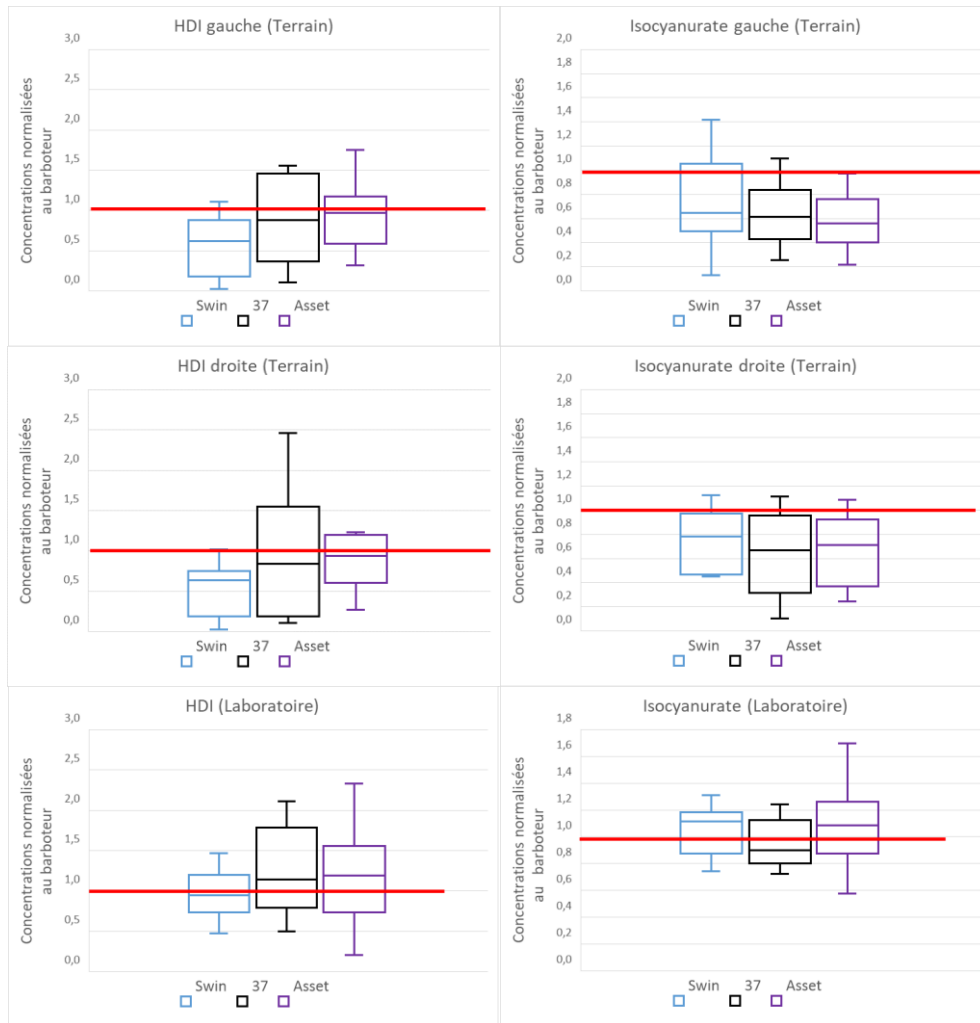 HDI gauche (Terrain)
Concentrations normalisées
au barboteur
3,0
2,5
2,0
1,5
1,0
0,5
0,0
Swin 37 Asset
Isocyanurate gauche (Terrain)
Concentrations normalisées
au barboteur
2,0
1,8
1,6
1,4
1,2
1,0
0,8
0,6
0,4
0,2
0,0
Swin 37 Asset
HDI droite (Terrain)
Concentrations normalisées
au barboteur
3,0
2,5
2,0
1,5
1,0
0,5
0,0
Swin 37 Asset
Isocyanurate droite (Terrain)
Concentrations normalisées
au barboteur
2,0
1,8
1,6
1,4
1,2
1,0
0,8
0,6
0,4
0,2
0,0
Swin 37 Asset
HDI (Laboratoire)
Concentrations normalisées
au barboteur
3,0
2,5
2,0
1,5
1,0
0,5
0,0
Swin 37 Asset
Isocyanurate (Laboratoire)
Concentrations normalisées
au barboteur
1,8
1,6
1,4
1,2
1,0
0,8
0,6
0,4
0,2
0,0
Swin 37 Asset